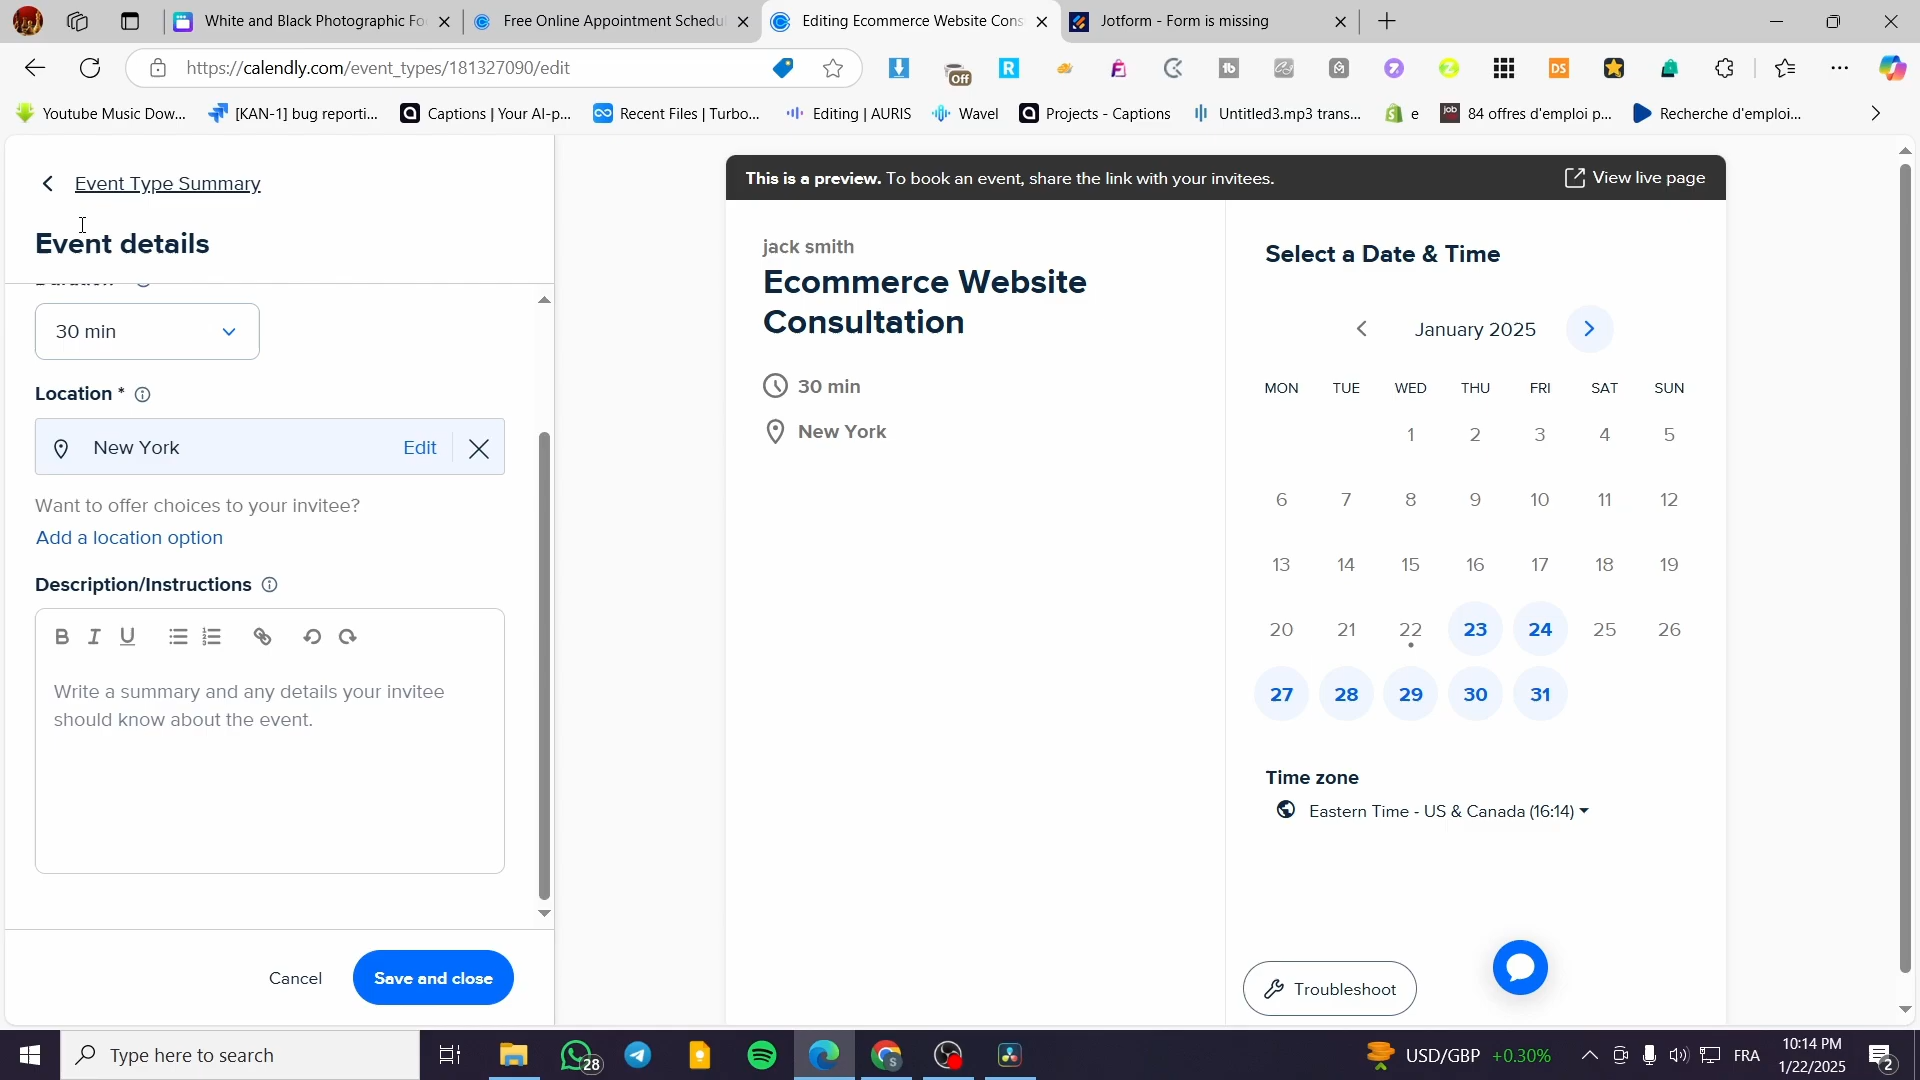 White and Black Photographic Fo
Free Online Appointment Schedul
Editing Ecommerce Website Cons
Jotform - Form is missing
https://calendly.com/event_types/181327090/edit
Off
R
tb
DS
Youtube Music Dow...
[KAN-1] bug reporti...
Captions | Your AI-p...
Recent Files | Turbo...
Editing | AURIS
Wavel
Projects - Captions
Untitled3.mp3 trans...
e
job
84 offres d'emploi p...
Recherche d'emploi...
Event Type Summary
Event details
30 min
Location *
New York
Edit
Want to offer choices to your invitee?
Add a location option
Description/Instructions
B I U
Write a summary and any details your invitee
should know about the event.
Cancel
Save and close
This is a preview. To book an event, share the link with your invitees.
View live page
jack smith
Ecommerce Website
Consultation
30 min
New York
Select a Date & Time
January 2025
MON TUE WED THU FRI SAT SUN
1 2 3 4 5
6 7 8 9 10 11 12
13 14 15 16 17 18 19
20 21 22 23 24 25 26
27 28 29 30 31
Time zone
Eastern Time - US & Canada (16:14)
Troubleshoot
Type here to search
28
S
USD/GBP +0.30%
FRA
10:14 PM
1/22/2025
2